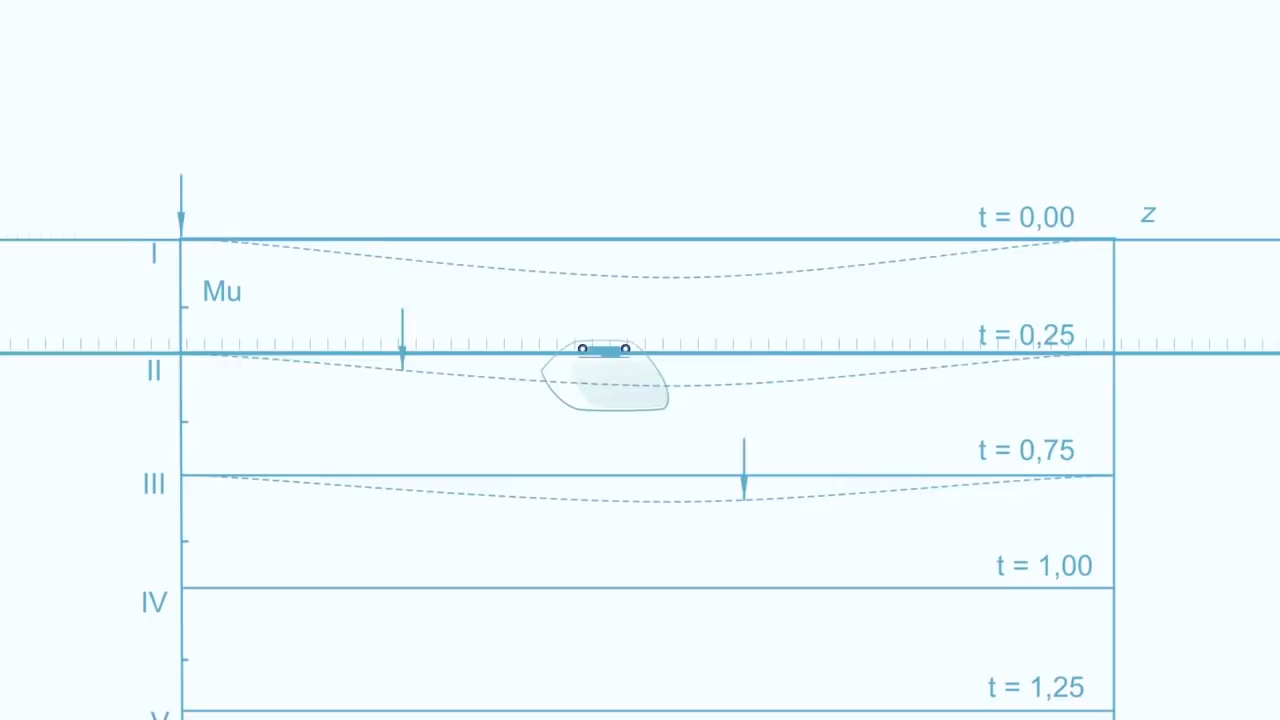 t = 0,00
z
I
Mu
t = 0,25
II
t = 0,75
III
t = 1,00
IV
t = 1,25
V